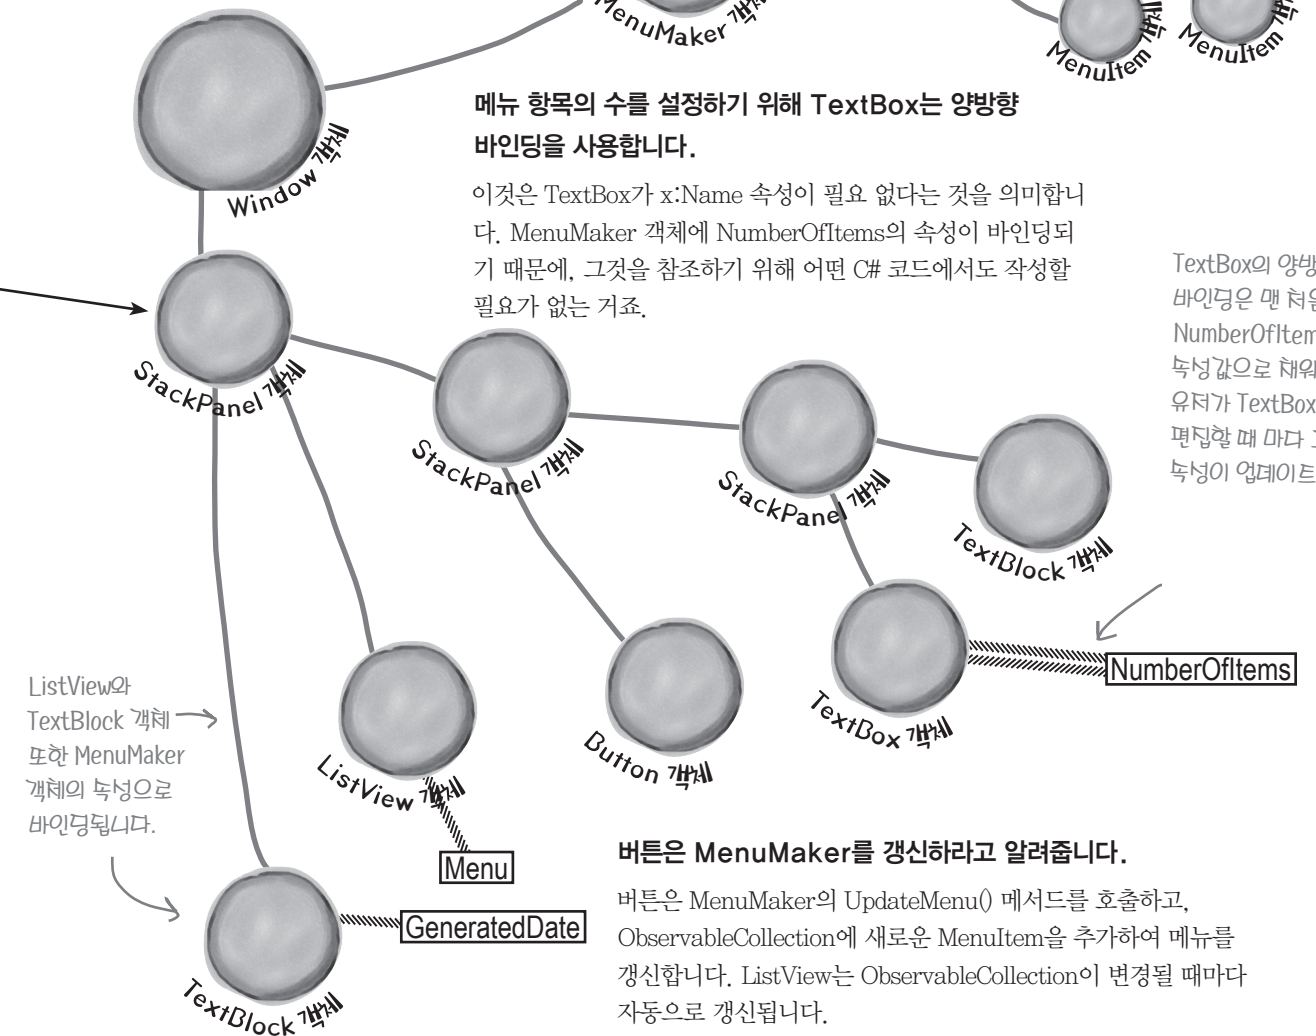 MenuMaker 객체
MenuItem 객체
MenuItem 객체
Window 객체
메뉴 항목의 수를 설정하기 위해 TextBox는 양방향
바인딩을 사용합니다.
이것은 TextBox가 x:Name 속성이 필요 없다는 것을 의미합니
다. MenuMaker 객체에 NumberOfItems의 속성이 바인딩되
기 때문에, 그것을 참조하기 위해 어떤 C# 코드에서도 작성할
필요가 없는 거죠.
TextBox의 양방
바인딩은 맨 처음
NumberOfItem
속성값으로 채워
유저가 TextBox
편집할 때 마다
속성이 업데이트
StackPanel 객체
StackPanel 객체
StackPanel 객체
TextBlock 객체
TextBox 객체
NumberOfItems
Button 객체
ListView 객체
Menu
ListView와
TextBlock 객체
또한 MenuMaker
객체의 속성으로
바인딩됩니다.
TextBlock 객체
GeneratedDate
버튼은 MenuMaker를 갱신하라고 알려줍니다.
버튼은 MenuMaker의 UpdateMenu() 메서드를 호출하고,
ObservableCollection에 새로운 MenuItem을 추가하여 메뉴를
갱신합니다. ListView는 ObservableCollection이 변경될 때마다
자동으로 갱신됩니다.